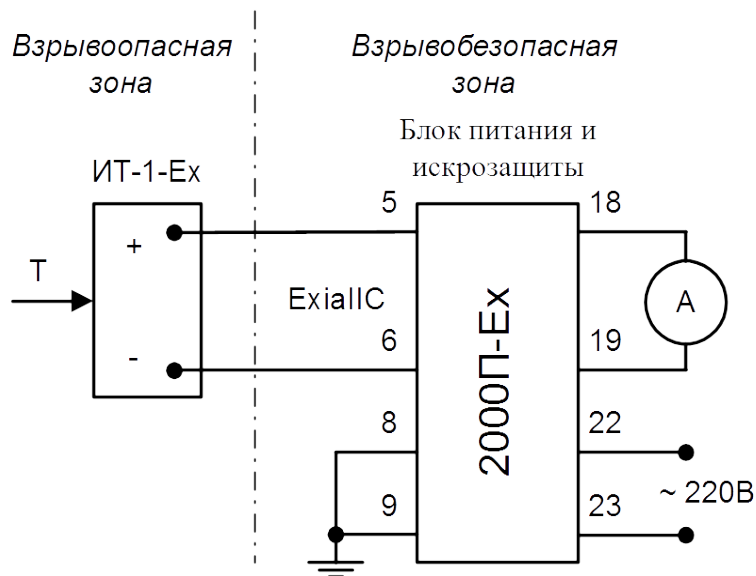 Взрывоопасная
зона
Взрывобезопасная
зона
Блок питания и
искрозащиты
ИТ-1-Ex
T
+
-
ExiaIIC
5
6
8
9
2000П-Ex
18
19
22
23
A
~ 220В